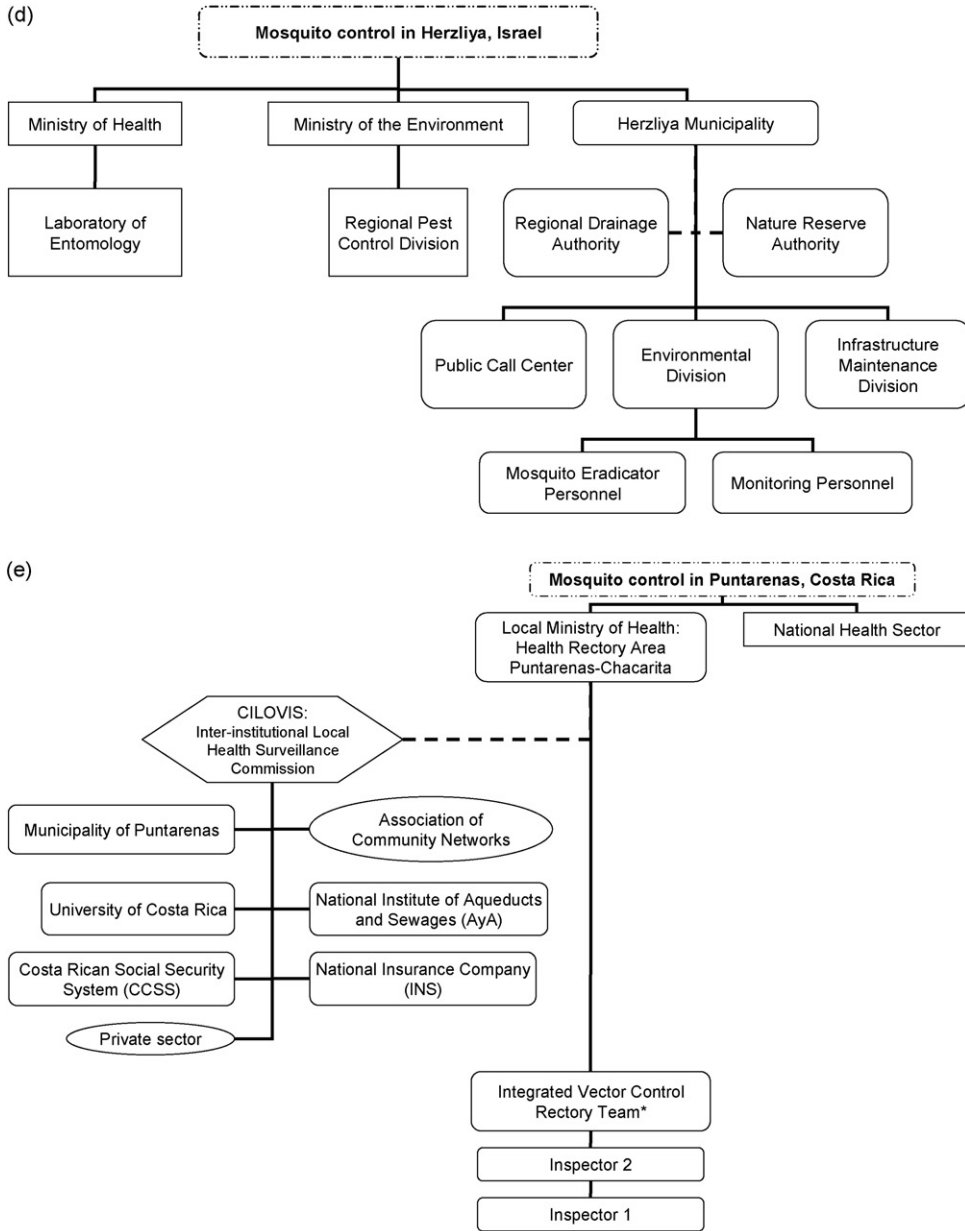 (d)
Mosquito control in Herzliya, Israel
Ministry of Health
Ministry of the Environment
Herzliya Municipality
Laboratory of
Entomology
Regional Pest
Control Division
Regional Drainage
Authority
Nature Reserve
Authority
Public Call Center
Environmental
Division
Infrastructure
Maintenance
Division
Mosquito Eradicator
Personnel
Monitoring Personnel
(e)
Mosquito control in Puntarenas, Costa Rica
Local Ministry of Health:
Health Rectory Area
Puntarenas-Chacarita
National Health Sector
CILOVIS:
Inter-institutional Local
Health Surveillance
Commission
Municipality of Puntarenas
Association of
Community Networks
University of Costa Rica
National Institute of Aqueducts
and Sewages (AyA)
Costa Rican Social Security
System (CCSS)
National Insurance Company
(INS)
Private sector
Integrated Vector Control
Rectory Team*
Inspector 2
Inspector 1